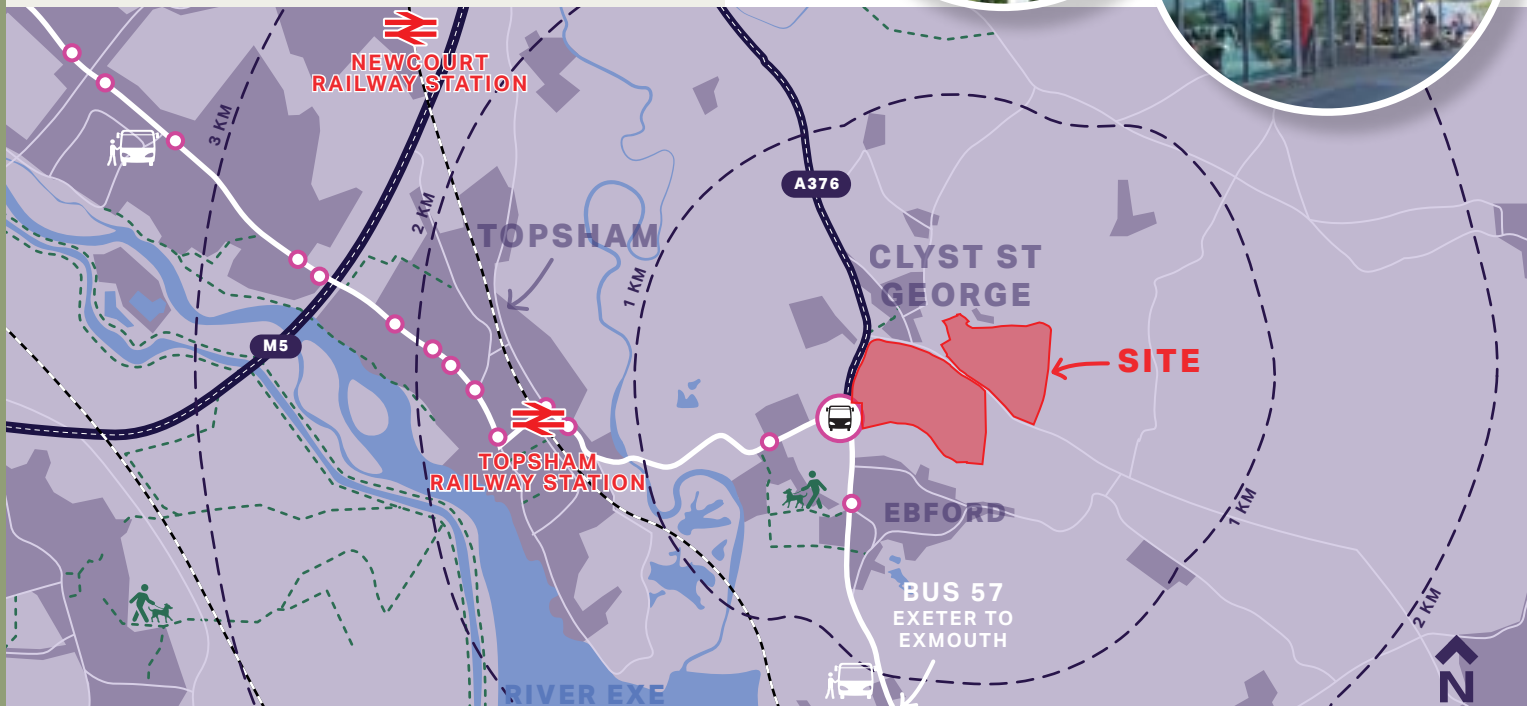 NEWCOURT
RAILWAY STATION
3 KM
2 KM
TOPSHAM
A376
1 KM
CLYST ST
GEORGE
M5
SITE
TOPSHAM
RAILWAY STATION
EBFORD
1 KM
BUS 57
EXETER TO
EXMOUTH
2 KM
RIVER EXE
N